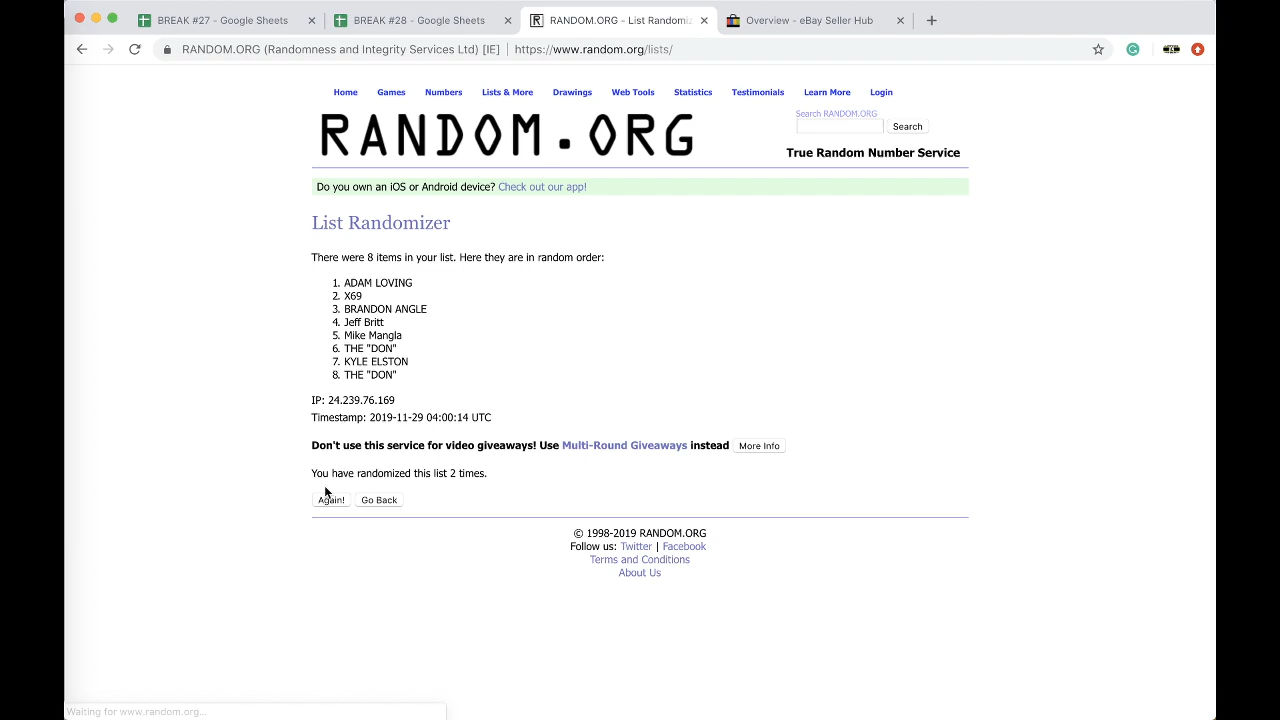 BREAK #27 - Google Sheets
BREAK #28 - Google Sheets
RANDOM.ORG - List Randomiz
Overview - eBay Seller Hub
RANDOM.ORG (Randomness and Integrity Services Ltd) [IE] https://www.random.org/lists/
Home Games Numbers Lists & More Drawings Web Tools Statistics Testimonials Learn More Login
Search RANDOM.ORG
RANDOM.ORG
Search
True Random Number Service
Do you own an iOS or Android device? Check out our app!
List Randomizer
There were 8 items in your list. Here they are in random order:
1. ADAM LOVING
2. X69
3. BRANDON ANGLE
4. Jeff Britt
5. Mike Mangla
6. THE "DON"
7. KYLE ELSTON
8. THE "DON"
IP: 24.239.76.169
Timestamp: 2019-11-29 04:00:14 UTC
Don't use this service for video giveaways! Use Multi-Round Giveaways instead More Info
You have randomized this list 2 times.
Again! Go Back
© 1998-2019 RANDOM.ORG
Follow us: Twitter | Facebook
Terms and Conditions
About Us
Waiting for www.random.org...